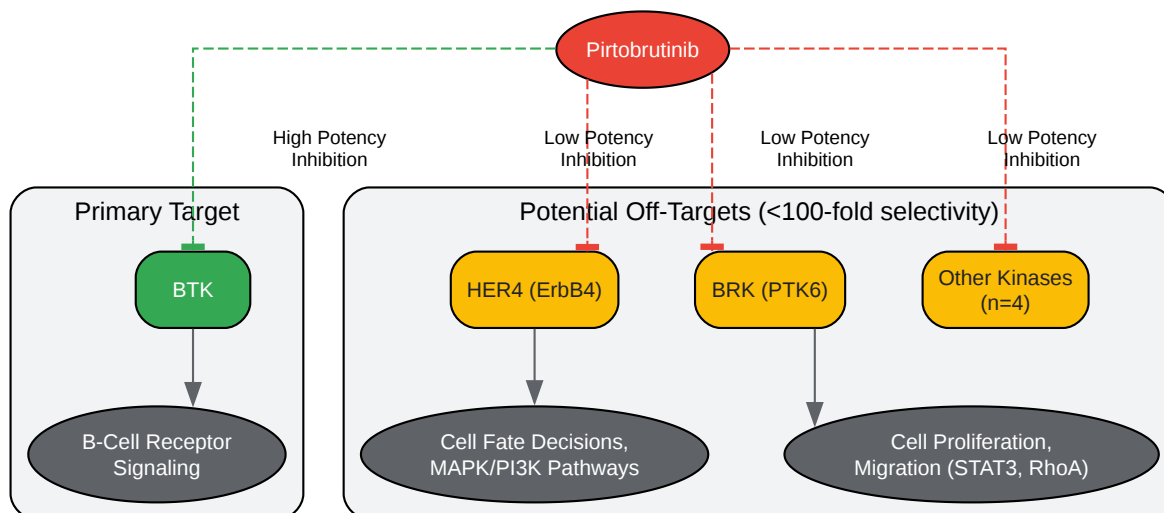 Pirtobrutinib
High Potency
Inhibition
Low Potency
Inhibition
Low Potency
Inhibition
Low Potency
Inhibition
Primary Target
Potential Off-Targets (<100-fold selectivity)
BTK
HER4 (ErbB4)
BRK (PTK6)
Other Kinases
(n=4)
B-Cell Receptor
Signaling
Cell Fate Decisions,
MAPK/PI3K Pathways
Cell Proliferation,
Migration (STAT3, RhoA)